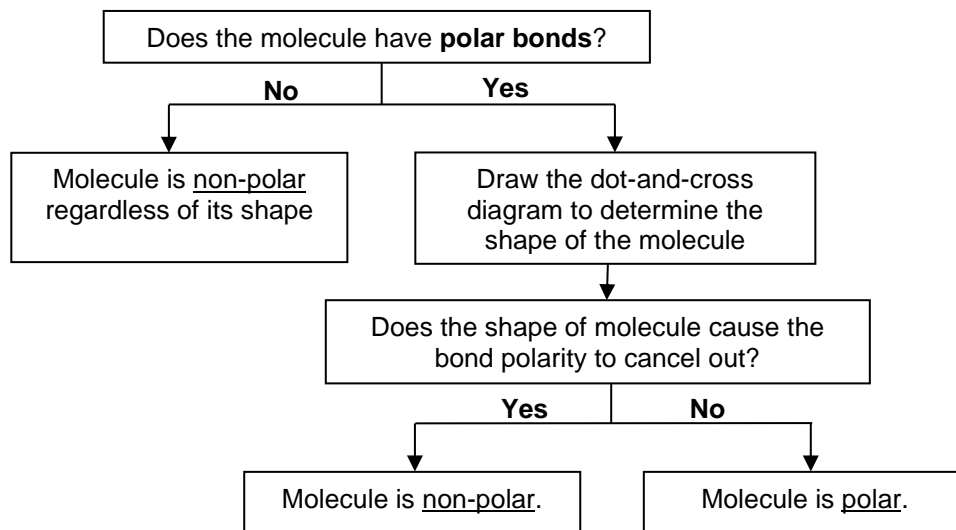 Does the molecule have polar bonds?
No
Yes
Molecule is non-polar
regardless of its shape
Draw the dot-and-cross
diagram to determine the
shape of the molecule
Does the shape of molecule cause the
bond polarity to cancel out?
Yes
No
Molecule is non-polar.
Molecule is polar.